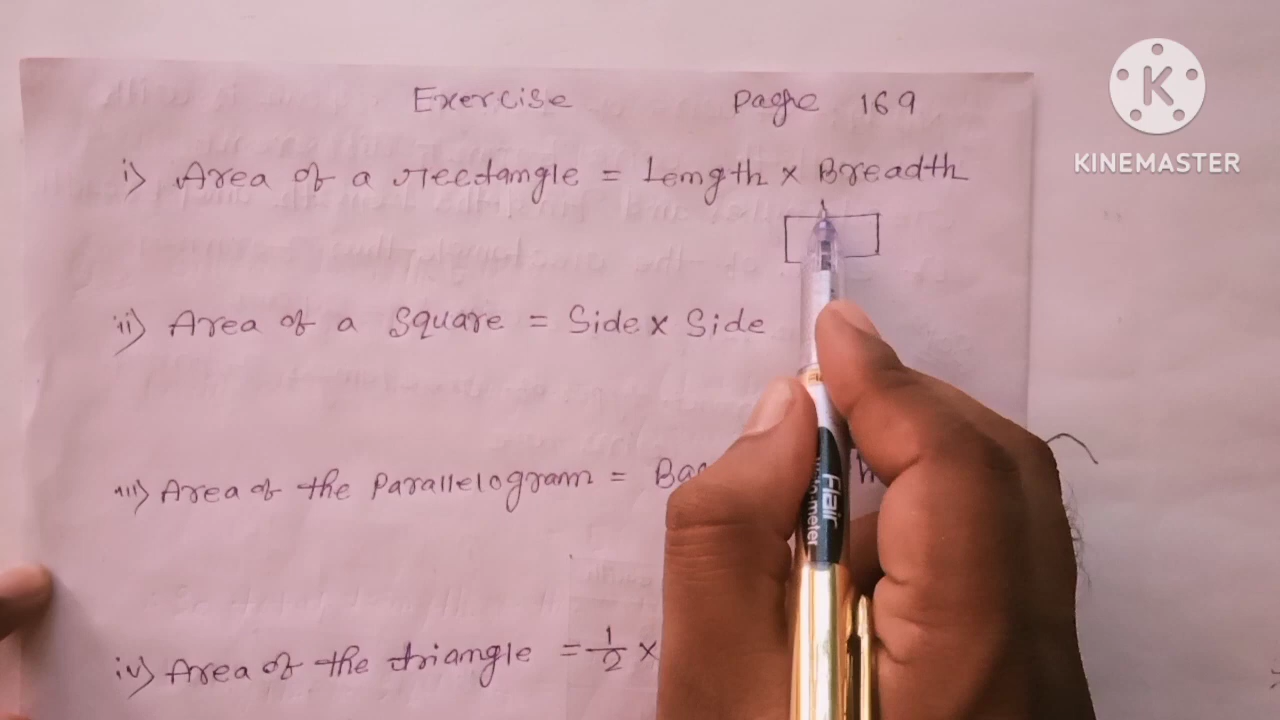 Exercise Page 169
K
KINEMASTER
i) Area of a rectangle = Length × Breadth
ii) Area of a Square = Side × Side
iii) Area of the Parallelogram = h
iv) Area of the triangle = 1/2 ×
Flair